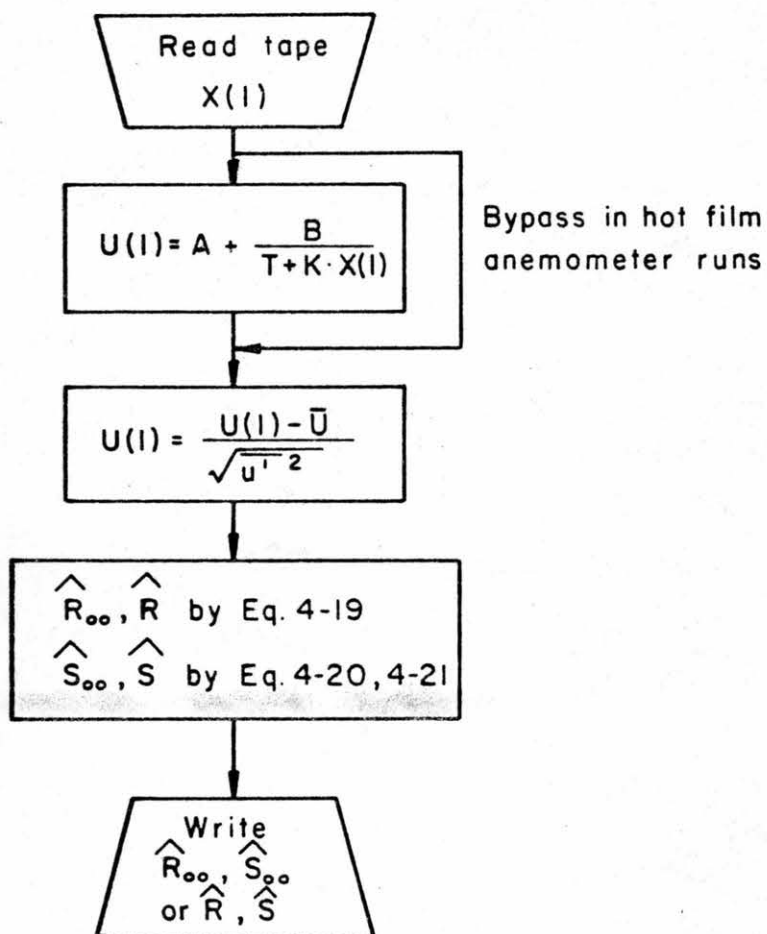 Read tape
X(I)
U(I) = A + B / (T + K · X(I))
Bypass in hot film
anemometer runs
U(I) = (U(I) - U̅) / √(u̅'̅ ²)
R̂oo, R̂ by Eq. 4-19
Ŝoo, Ŝ by Eq. 4-20, 4-21
Write
R̂oo, Ŝoo
or R̂, Ŝ